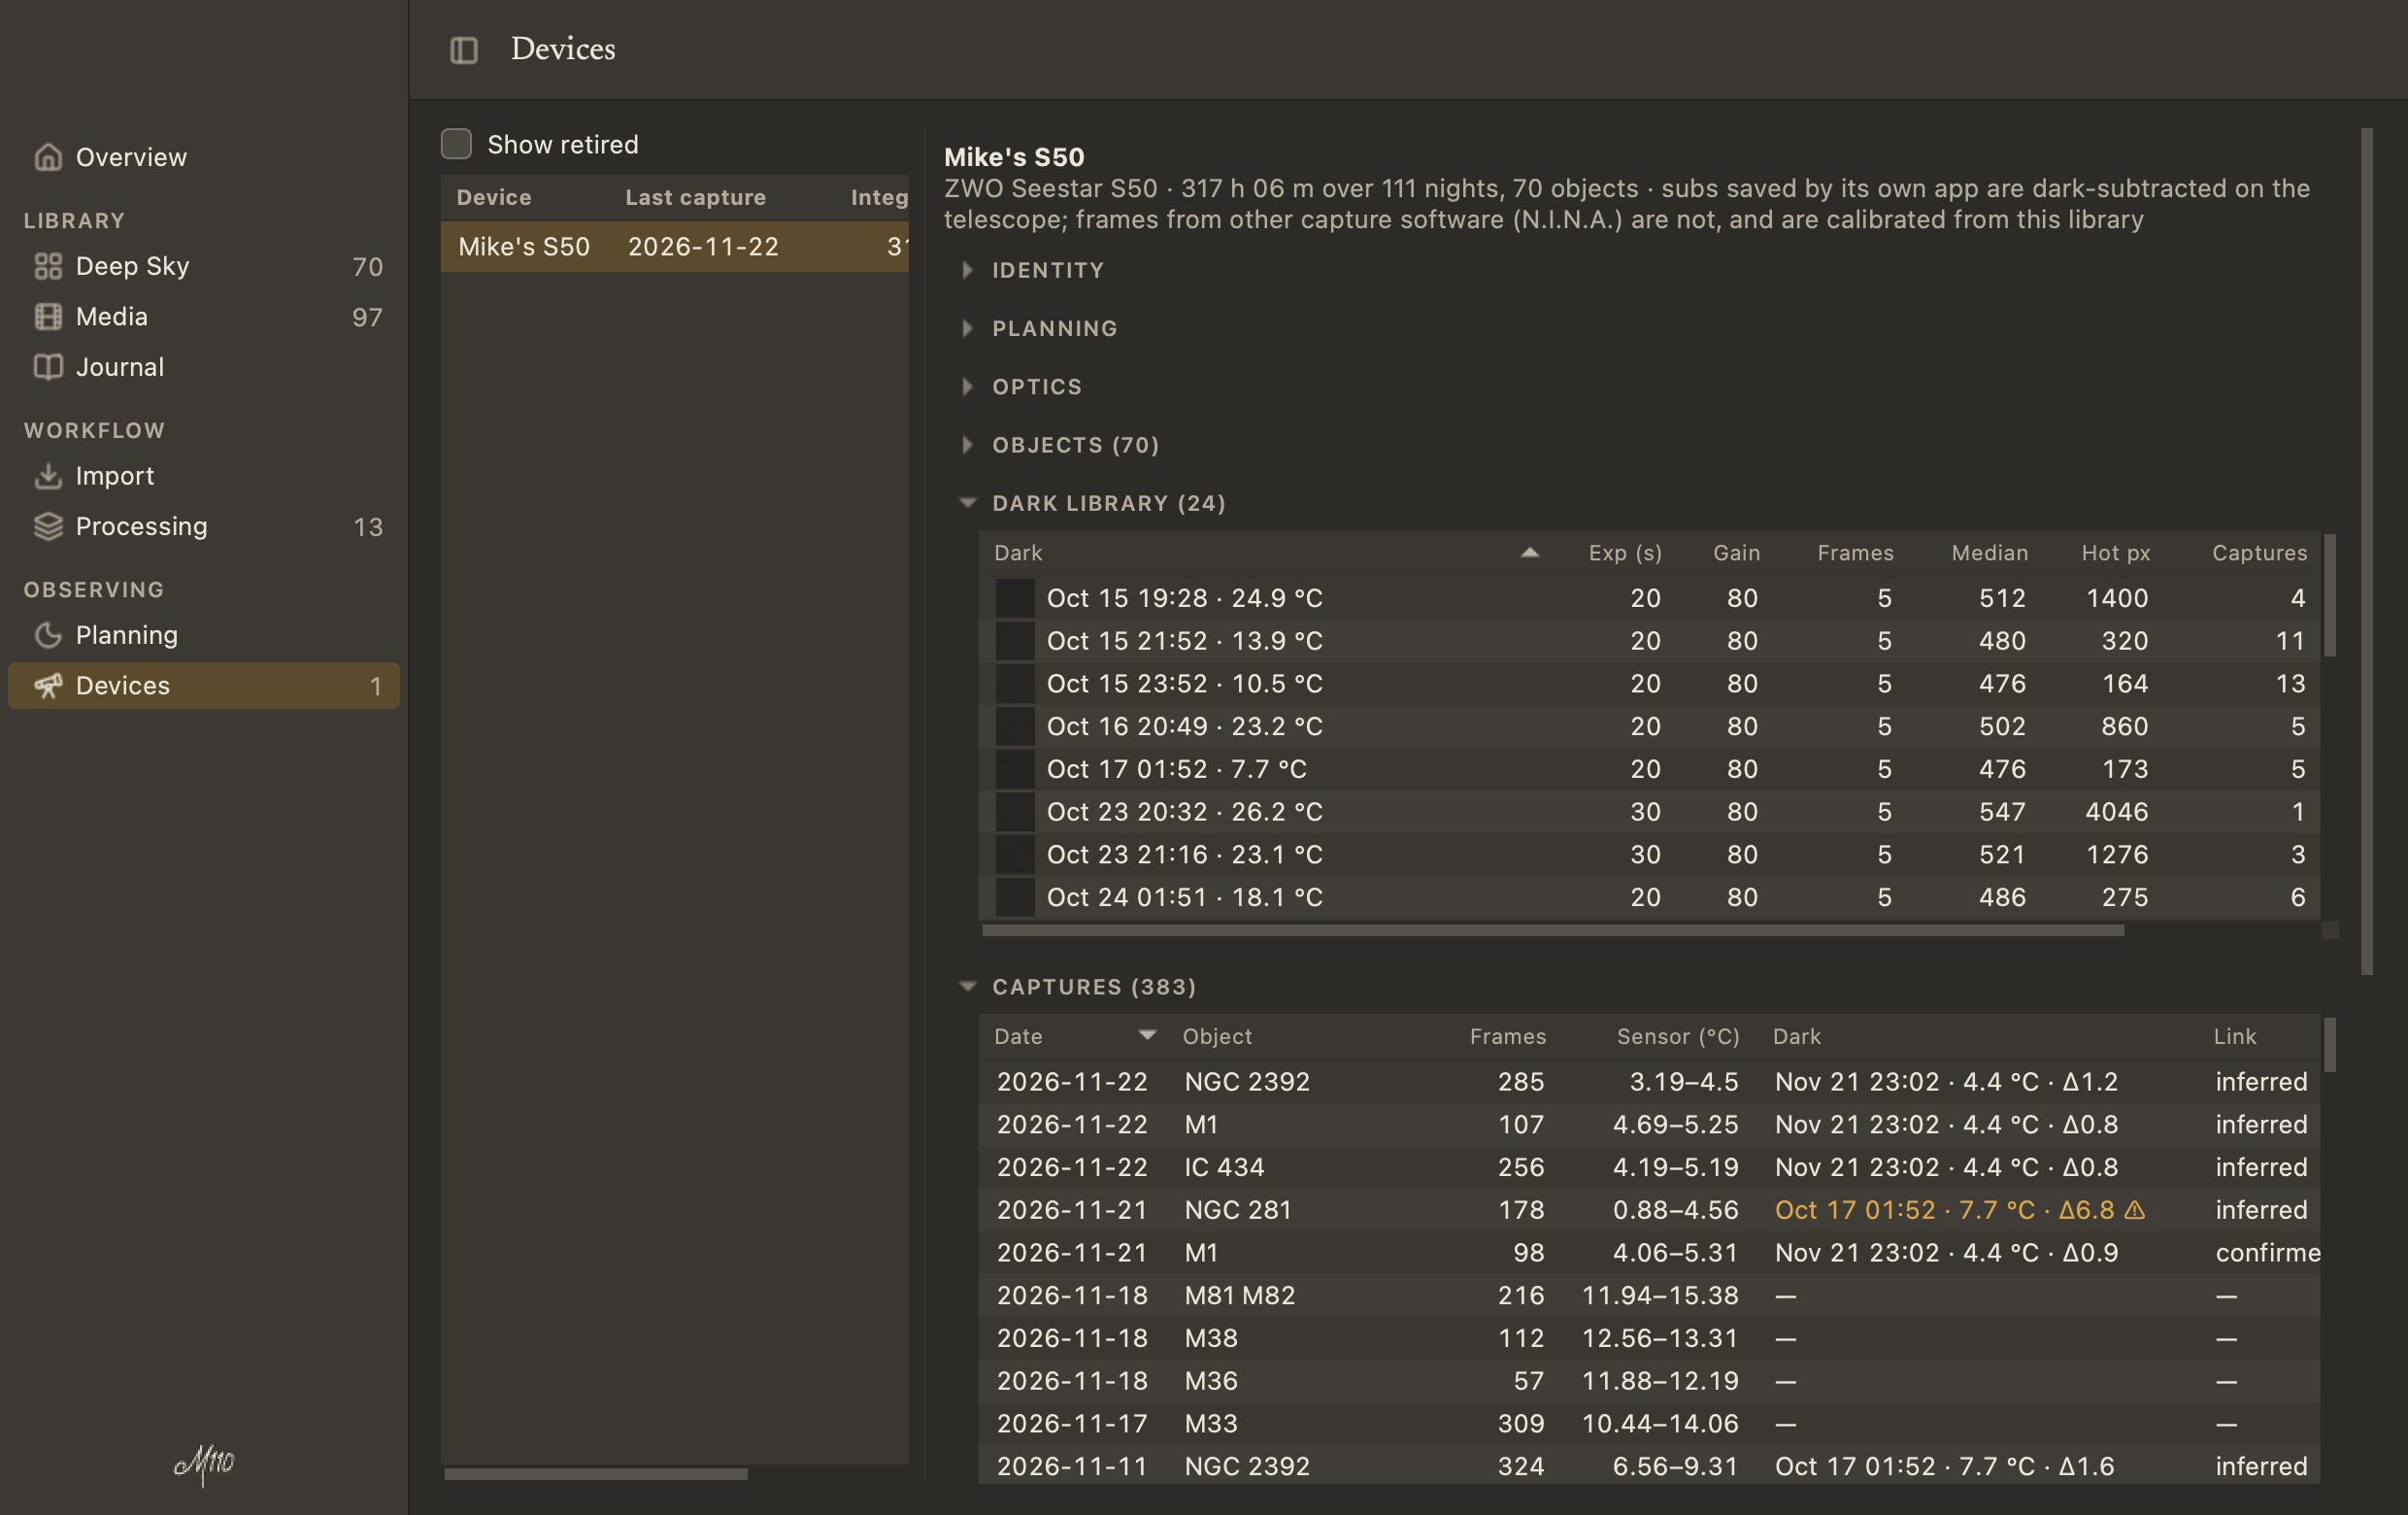 Devices
Overview
LIBRARY
Deep Sky 70
Media 97
Journal
WORKFLOW
Import
Processing 13
OBSERVING
Planning
Devices 1
M110
Show retired
Device Last capture Integ
Mike's S50 2026-11-22 31
Mike's S50
ZWO Seestar S50 · 317 h 06 m over 111 nights, 70 objects · subs saved by its own app are dark-subtracted on the
telescope; frames from other capture software (N.I.N.A.) are not, and are calibrated from this library
IDENTITY
PLANNING
OPTICS
OBJECTS (70)
DARK LIBRARY (24)
Dark Exp (s) Gain Frames Median Hot px Captures
Oct 15 19:28 · 24.9 °C 20 80 5 512 1400 4
Oct 15 21:52 · 13.9 °C 20 80 5 480 320 11
Oct 15 23:52 · 10.5 °C 20 80 5 476 164 13
Oct 16 20:49 · 23.2 °C 20 80 5 502 860 5
Oct 17 01:52 · 7.7 °C 20 80 5 476 173 5
Oct 23 20:32 · 26.2 °C 30 80 5 547 4046 1
Oct 23 21:16 · 23.1 °C 30 80 5 521 1276 3
Oct 24 01:51 · 18.1 °C 20 80 5 486 275 6
CAPTURES (383)
Date Object Frames Sensor (°C) Dark Link
2026-11-22 NGC 2392 285 3.19–4.5 Nov 21 23:02 · 4.4 °C · Δ1.2 inferred
2026-11-22 M1 107 4.69–5.25 Nov 21 23:02 · 4.4 °C · Δ0.8 inferred
2026-11-22 IC 434 256 4.19–5.19 Nov 21 23:02 · 4.4 °C · Δ0.8 inferred
2026-11-21 NGC 281 178 0.88–4.56 Oct 17 01:52 · 7.7 °C · Δ6.8 ⚠ inferred
2026-11-21 M1 98 4.06–5.31 Nov 21 23:02 · 4.4 °C · Δ0.9 confirme
2026-11-18 M81 M82 216 11.94–15.38 — —
2026-11-18 M38 112 12.56–13.31 — —
2026-11-18 M36 57 11.88–12.19 — —
2026-11-17 M33 309 10.44–14.06 — —
2026-11-11 NGC 2392 324 6.56–9.31 Oct 17 01:52 · 7.7 °C · Δ1.6 inferred